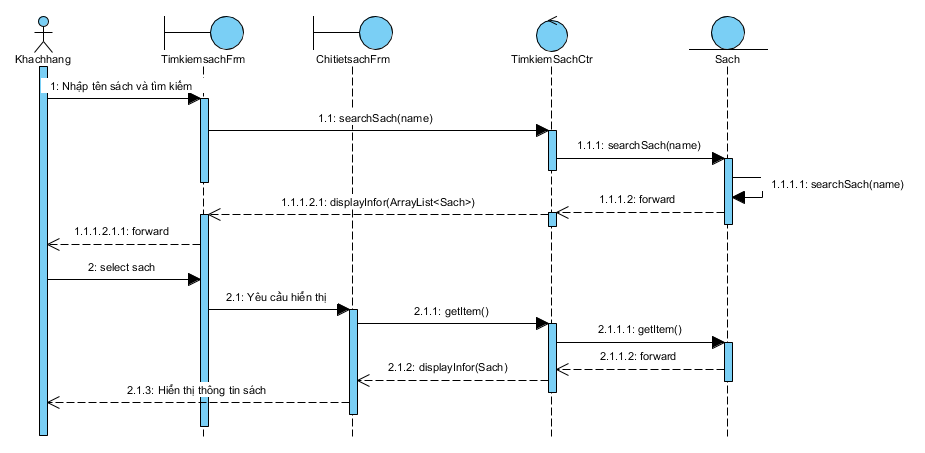 Khachhang
TimkiemsachFrm
ChitietsachFrm
TimkiemSachCtr
Sach
1: Nhập tên sách và tìm kiếm
1.1: searchSach(name)
1.1.1: searchSach(name)
1.1.1.1: searchSach(name)
1.1.1.2: forward
1.1.1.2.1: displayInfor(ArrayList<Sach>)
1.1.1.2.1.1: forward
2: select sach
2.1: Yêu cầu hiển thị
2.1.1: getItem()
2.1.1.1: getItem()
2.1.1.2: forward
2.1.2: displayInfor(Sach)
2.1.3: Hiển thị thông tin sách